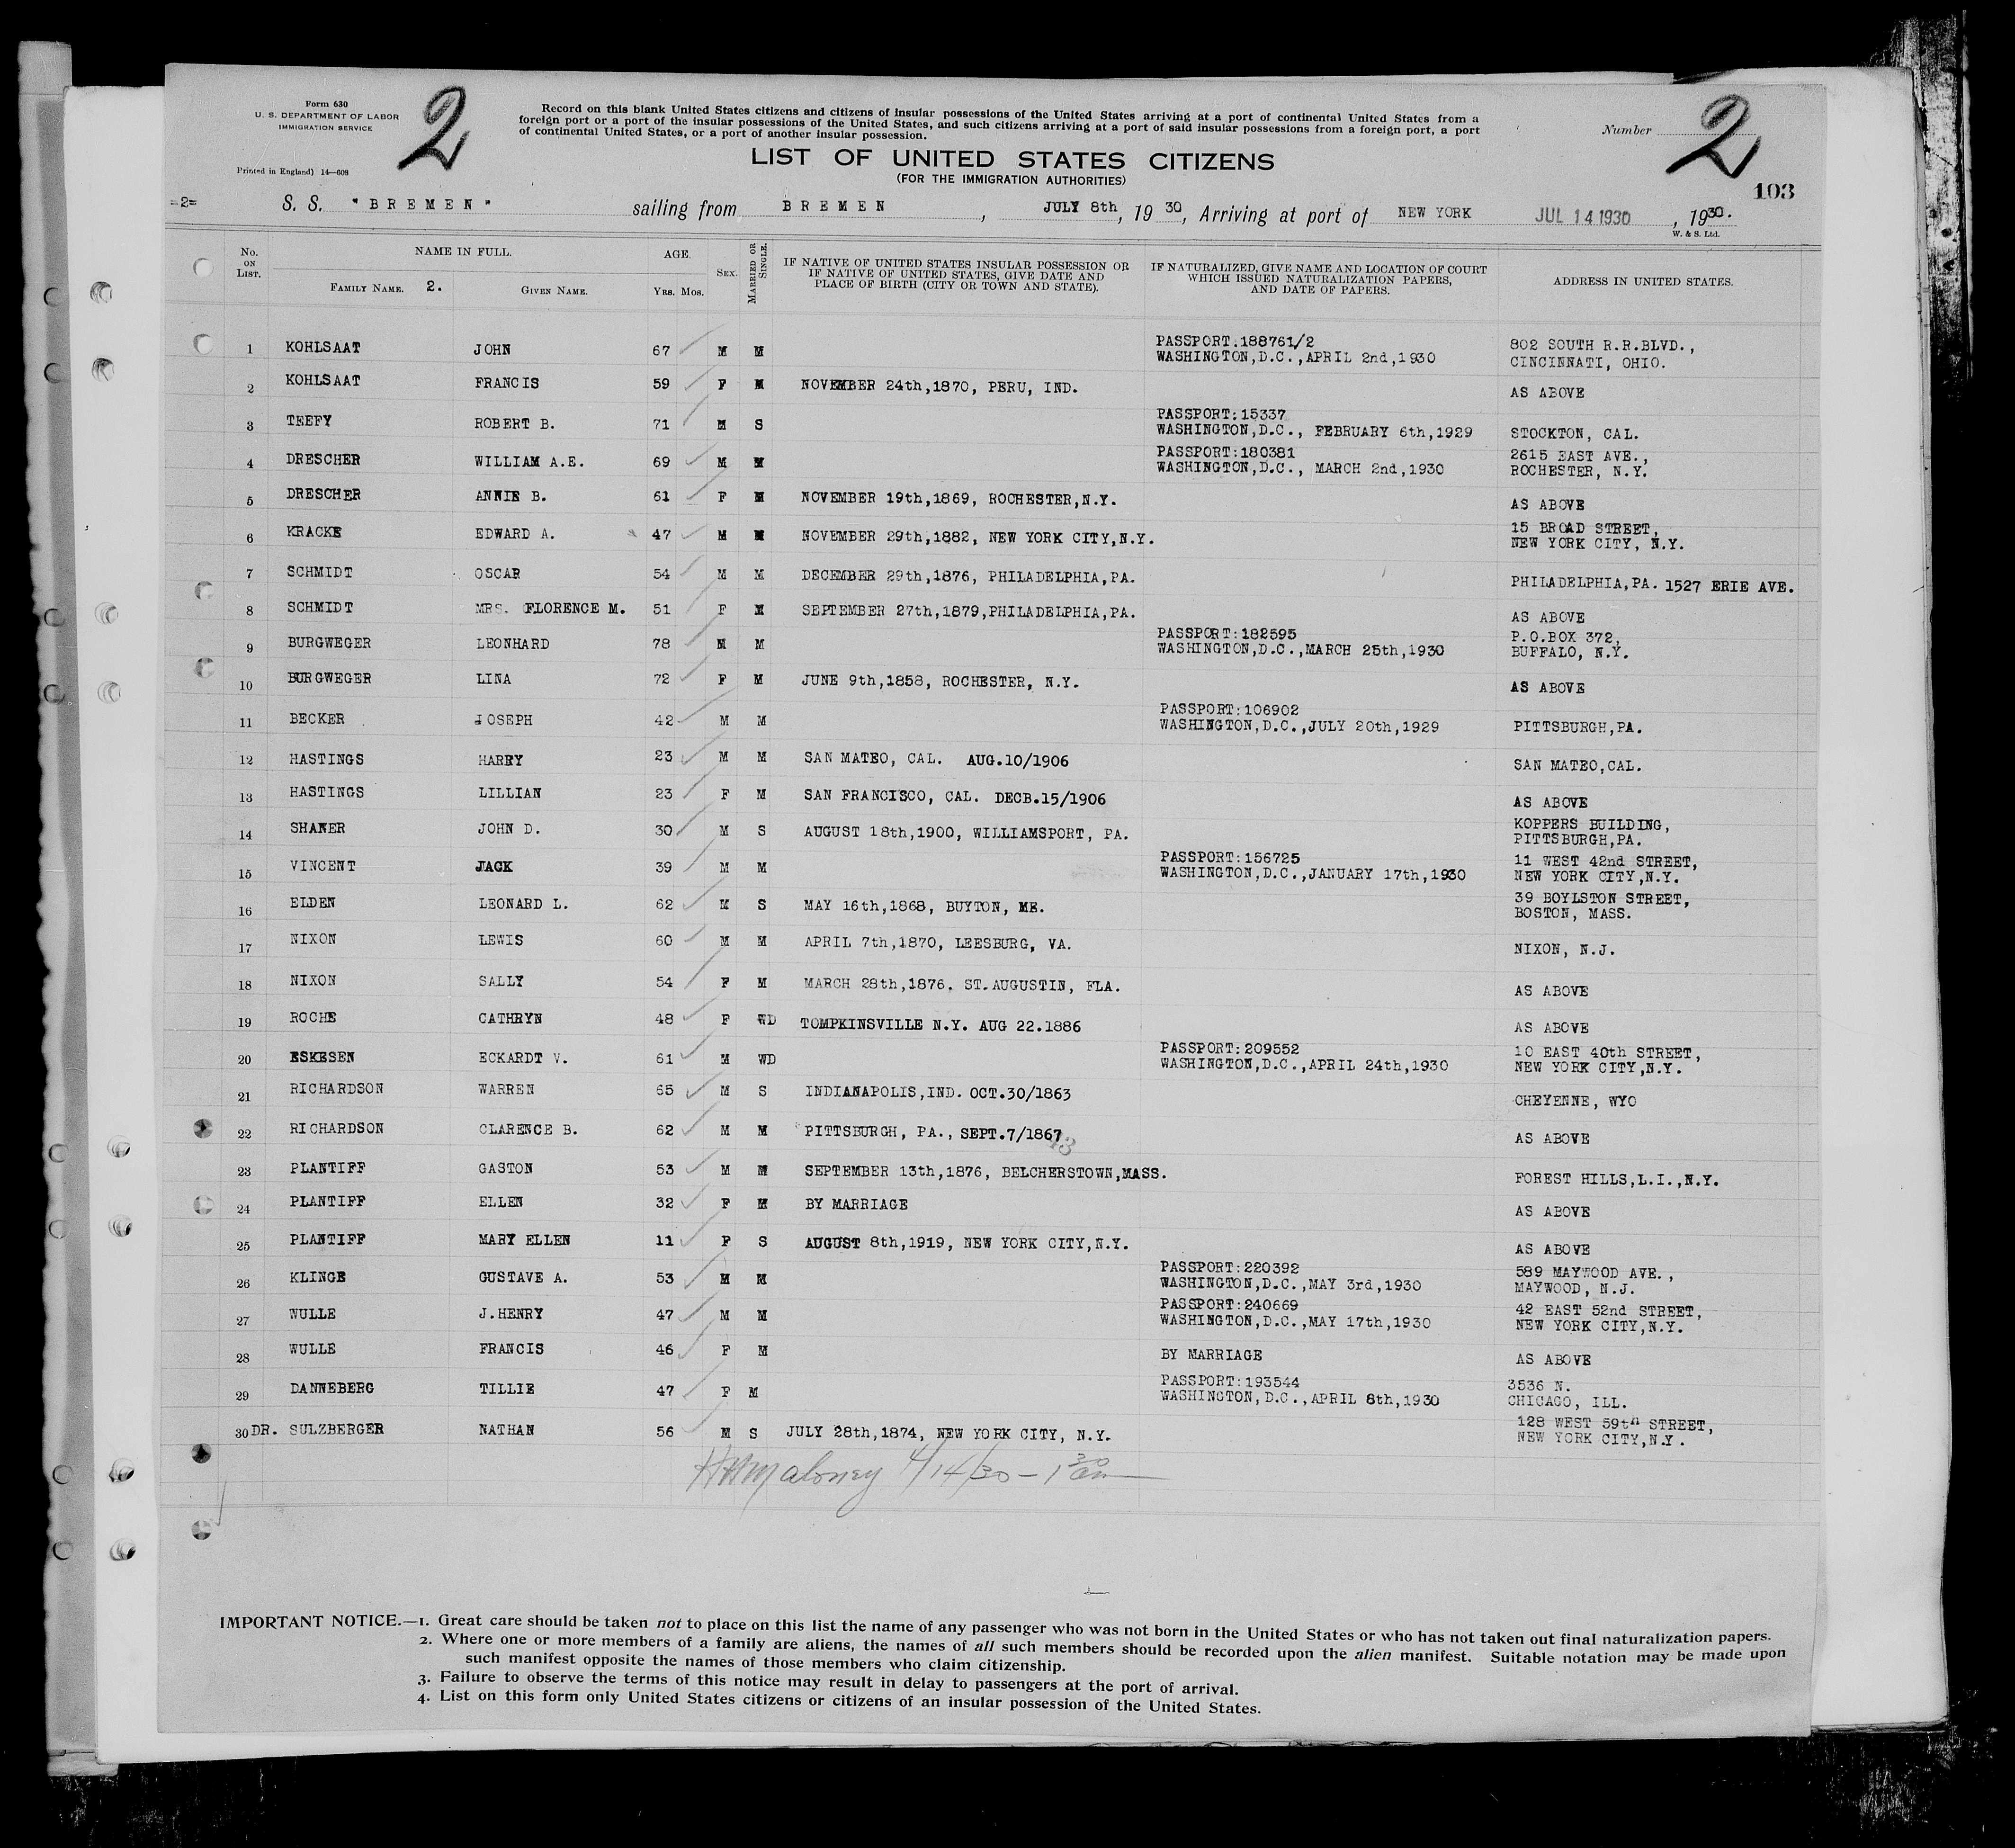 Form 630
U. S. DEPARTMENT OF LABOR
IMMIGRATION SERVICE
Printed in England) 14—608
2
Record on this blank United States citizens and citizens of insular possessions of the United States arriving at a port of continental United States from a
foreign port or a port of the insular possessions of the United States, and such citizens arriving at a port of said insular possessions from a foreign port, a port
of continental United States, or a port of another insular possession.
Number
2
103
LIST OF UNITED STATES CITIZENS
(FOR THE IMMIGRATION AUTHORITIES)
=2= S. S. "BREMEN" sailing from BREMEN, JULY 8th, 19 30, Arriving at port of NEW YORK JUL 14 1930, 1930.
W. & S. Ltd.
No. ON LIST. NAME IN FULL. FAMILY NAME. 2. GIVEN NAME. AGE. Yrs. Mos. SEX. MARRIED OR SINGLE. IF NATIVE OF UNITED STATES INSULAR POSSESSION OR IF NATIVE OF UNITED STATES, GIVE DATE AND PLACE OF BIRTH (CITY OR TOWN AND STATE). IF NATURALIZED, GIVE NAME AND LOCATION OF COURT WHICH ISSUED NATURALIZATION PAPERS, AND DATE OF PAPERS. ADDRESS IN UNITED STATES.
1 KOHLSAAT JOHN 67 M M PASSPORT.188761/2 WASHINGTON,D.C.,APRIL 2nd,1930 802 SOUTH R.R.BLVD., CINCINNATI, OHIO.
2 KOHLSAAT FRANCIS 59 F M NOVEMBER 24th,1870, PERU, IND. AS ABOVE
3 TEEFY ROBERT B. 71 M S PASSPORT:15337 WASHINGTON,D.C., FEBRUARY 6th,1929 STOCKTON, CAL.
4 DRESCHER WILLIAM A.E. 69 M M PASSPORT:180381 WASHINGTON,D.C., MARCH 2nd,1930 2615 EAST AVE., ROCHESTER, N.Y.
5 DRESCHER ANNIE B. 61 F M NOVEMBER 19th,1869, ROCHESTER,N.Y. AS ABOVE
6 KRACKE EDWARD A. 47 M M NOVEMBER 29th,1882, NEW YORK CITY,N.Y. 15 BROAD STREET, NEW YORK CITY, N.Y.
7 SCHMIDT OSCAR 54 M M DECEMBER 29th,1876, PHILADELPHIA,PA. PHILADELPHIA,PA. 1527 ERIE AVE.
8 SCHMIDT MRS. FLORENCE M. 51 F M SEPTEMBER 27th,1879,PHILADELPHIA,PA. AS ABOVE
9 BURGWEGER LEONHARD 78 M M PASSPORT:182595 WASHINGTON,D.C.,MARCH 25th,1930 P.O.BOX 372, BUFFALO, N.Y.
10 BURGWEGER LINA 72 F M JUNE 9th,1858, ROCHESTER, N.Y. AS ABOVE
11 BECKER JOSEPH 42 M M PASSPORT:106902 WASHINGTON,D.C.,JULY 20th,1929 PITTSBURGH,PA.
12 HASTINGS HARRY 23 M M SAN MATEO, CAL. AUG.10/1906 SAN MATEO,CAL.
13 HASTINGS LILLIAN 23 F M SAN FRANCISCO, CAL. DECB.15/1906 AS ABOVE
14 SHANER JOHN D. 30 M S AUGUST 18th,1900, WILLIAMSPORT, PA. KOPPERS BUILDING, PITTSBURGH,PA.
15 VINCENT JACK 39 M M PASSPORT:156725 WASHINGTON,D.C.,JANUARY 17th,1930 11 WEST 42nd STREET, NEW YORK CITY,N.Y.
16 ELDEN LEONARD L. 62 M S MAY 16th,1868, BUYTON, ME. 39 BOYLSTON STREET, BOSTON, MASS.
17 NIXON LEWIS 60 M M APRIL 7th,1870, LEESBURG, VA. NIXON, N.J.
18 NIXON SALLY 54 F M MARCH 28th,1876. ST.AUGUSTIN, FLA. AS ABOVE
19 ROCHE CATHRYN 48 F WD TOMPKINSVILLE N.Y. AUG 22.1886 AS ABOVE
20 ESKESEN ECKARDT V. 61 M WD PASSPORT:209552 WASHINGTON,D.C.,APRIL 24th,1930 10 EAST 40th STREET, NEW YORK CITY,N.Y.
21 RICHARDSON WARREN 65 M S INDIANAPOLIS,IND. OCT.30/1863 CHEYENNE, WYO
22 RICHARDSON CLARENCE B. 62 M M PITTSBURGH, PA., SEPT.7/1867 AS ABOVE
23 PLANTIFF GASTON 53 M M SEPTEMBER 13th,1876, BELCHERSTOWN,MASS. FOREST HILLS,L.I.,N.Y.
24 PLANTIFF ELLEN 32 F M BY MARRIAGE AS ABOVE
25 PLANTIFF MARY ELLEN 11 F S AUGUST 8th,1919, NEW YORK CITY,N.Y. AS ABOVE
26 KLINGE GUSTAVE A. 53 M M PASSPORT:220392 WASHINGTON,D.C.,MAY 3rd,1930 589 MAYWOOD AVE., MAYWOOD, N.J.
27 WULLE J.HENRY 47 M M PASSPORT:240669 WASHINGTON,D.C.,MAY 17th,1930 42 EAST 52nd STREET, NEW YORK CITY,N.Y.
28 WULLE FRANCIS 46 F M BY MARRIAGE AS ABOVE
29 DANNEBERG TILLIE 47 F M PASSPORT:193544 WASHINGTON,D.C.,APRIL 8th,1930 3536 N. CHICAGO, ILL.
30 DR. SULZBERGER NATHAN 56 M S JULY 28th,1874, NEW YORK CITY, N.Y. 128 WEST 59th STREET, NEW YORK CITY,N.Y.
Maloney 7/14/30 – 1 30
IMPORTANT NOTICE.—1. Great care should be taken not to place on this list the name of any passenger who was not born in the United States or who has not taken out final naturalization papers.
2. Where one or more members of a family are aliens, the names of all such members should be recorded upon the alien manifest. Suitable notation may be made upon
such manifest opposite the names of those members who claim citizenship.
3. Failure to observe the terms of this notice may result in delay to passengers at the port of arrival.
4. List on this form only United States citizens or citizens of an insular possession of the United States.